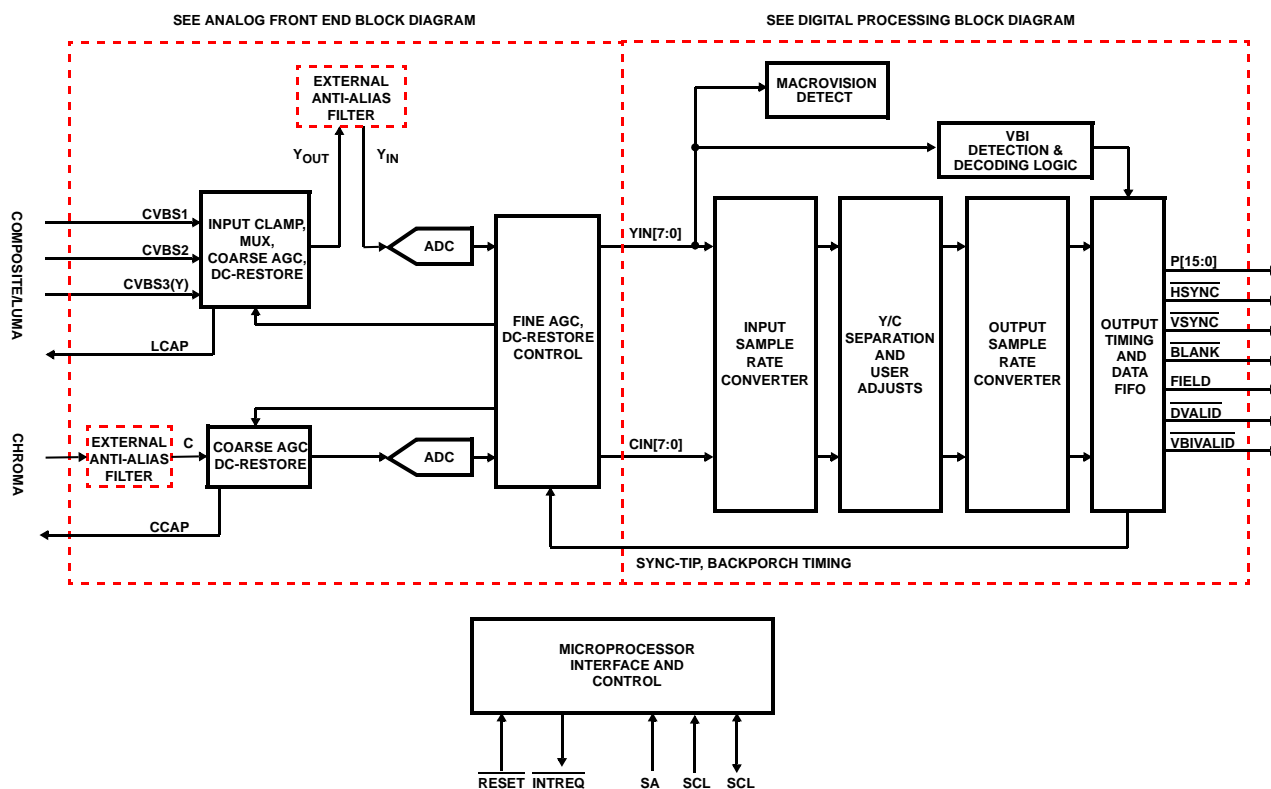 SEE ANALOG FRONT END BLOCK DIAGRAM
SEE DIGITAL PROCESSING BLOCK DIAGRAM
EXTERNAL
ANTI-ALIAS
FILTER
MACROVISION
DETECT
VBI
DETECTION &
DECODING LOGIC
YOUT
YIN
COMPOSITE/LUMA
CVBS1
CVBS2
CVBS3(Y)
LCAP
INPUT CLAMP,
MUX,
COARSE AGC,
DC-RESTORE
ADC
FINE AGC,
DC-RESTORE
CONTROL
YIN[7:0]
CIN[7:0]
INPUT
SAMPLE
RATE
CONVERTER
Y/C
SEPARATION
AND
USER
ADJUSTS
OUTPUT
SAMPLE
RATE
CONVERTER
OUTPUT
TIMING
AND
DATA
FIFO
P[15:0]
HSYNC
VSYNC
BLANK
FIELD
DVALID
VBIVALID
CHROMA
EXTERNAL
ANTI-ALIAS
FILTER
C
COARSE AGC
DC-RESTORE
ADC
CCAP
SYNC-TIP, BACKPORCH TIMING
MICROPROCESSOR
INTERFACE AND
CONTROL
RESET
INTREQ
SA
SCL
SCL